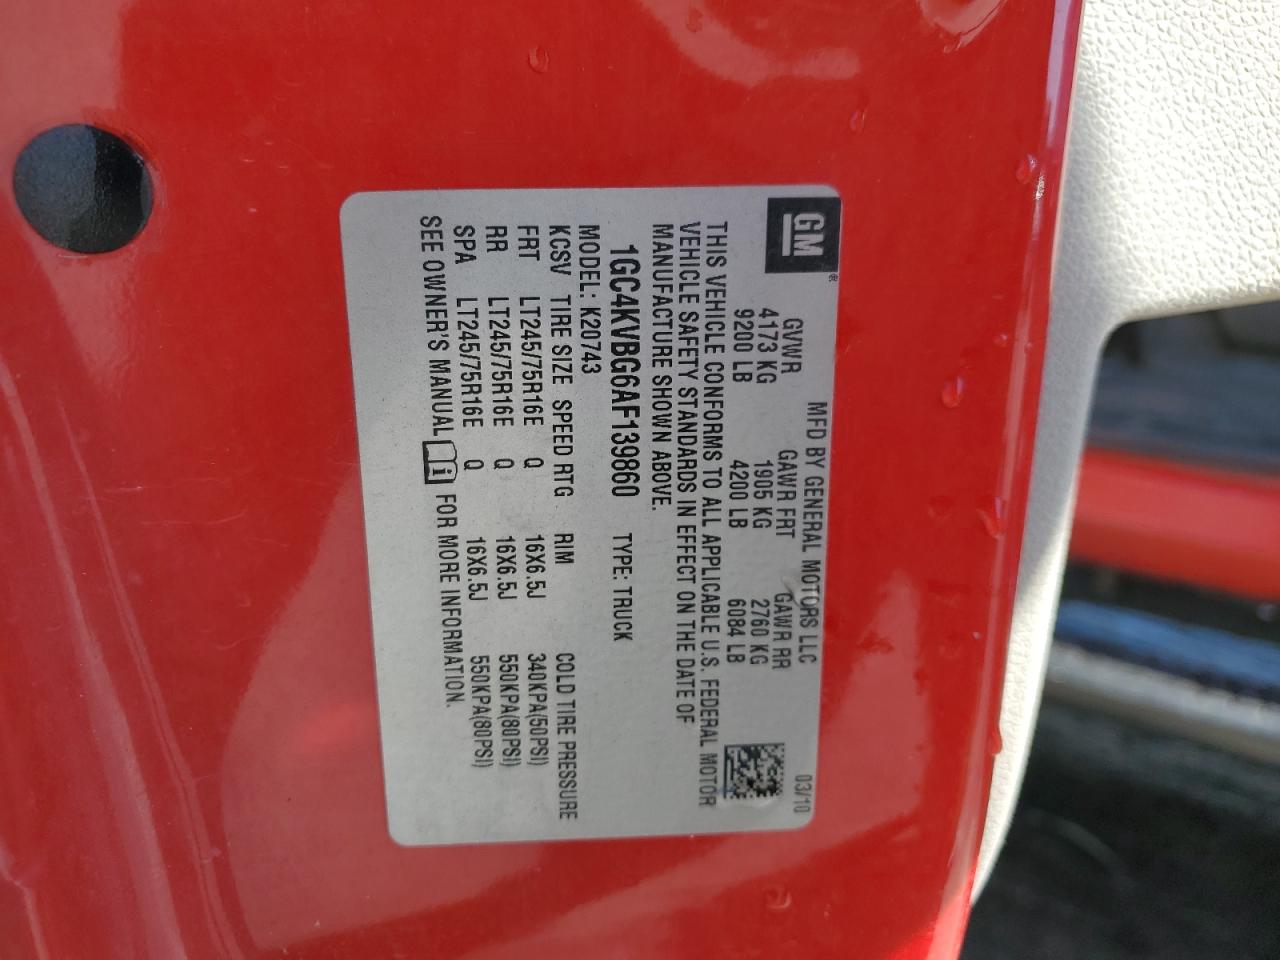 GM®
MFD BY GENERAL MOTORS LLC 03/10
GVWR GAWR FRT GAWR RR
4173 KG 1905 KG 2760 KG
9200 LB 4200 LB 6084 LB
THIS VEHICLE CONFORMS TO ALL APPLICABLE U.S. FEDERAL MOTOR
VEHICLE SAFETY STANDARDS IN EFFECT ON THE DATE OF
MANUFACTURE SHOWN ABOVE.
1GC4KVBG6AF139860 TYPE: TRUCK
MODEL: K20743
KCSV TIRE SIZE SPEED RTG RIM COLD TIRE PRESSURE
FRT LT245/75R16E Q 16X6.5J 340KPA(50PSI)
RR LT245/75R16E Q 16X6.5J 550KPA(80PSI)
SPA LT245/75R16E Q 16X6.5J 550KPA(80PSI)
SEE OWNER'S MANUAL i FOR MORE INFORMATION.